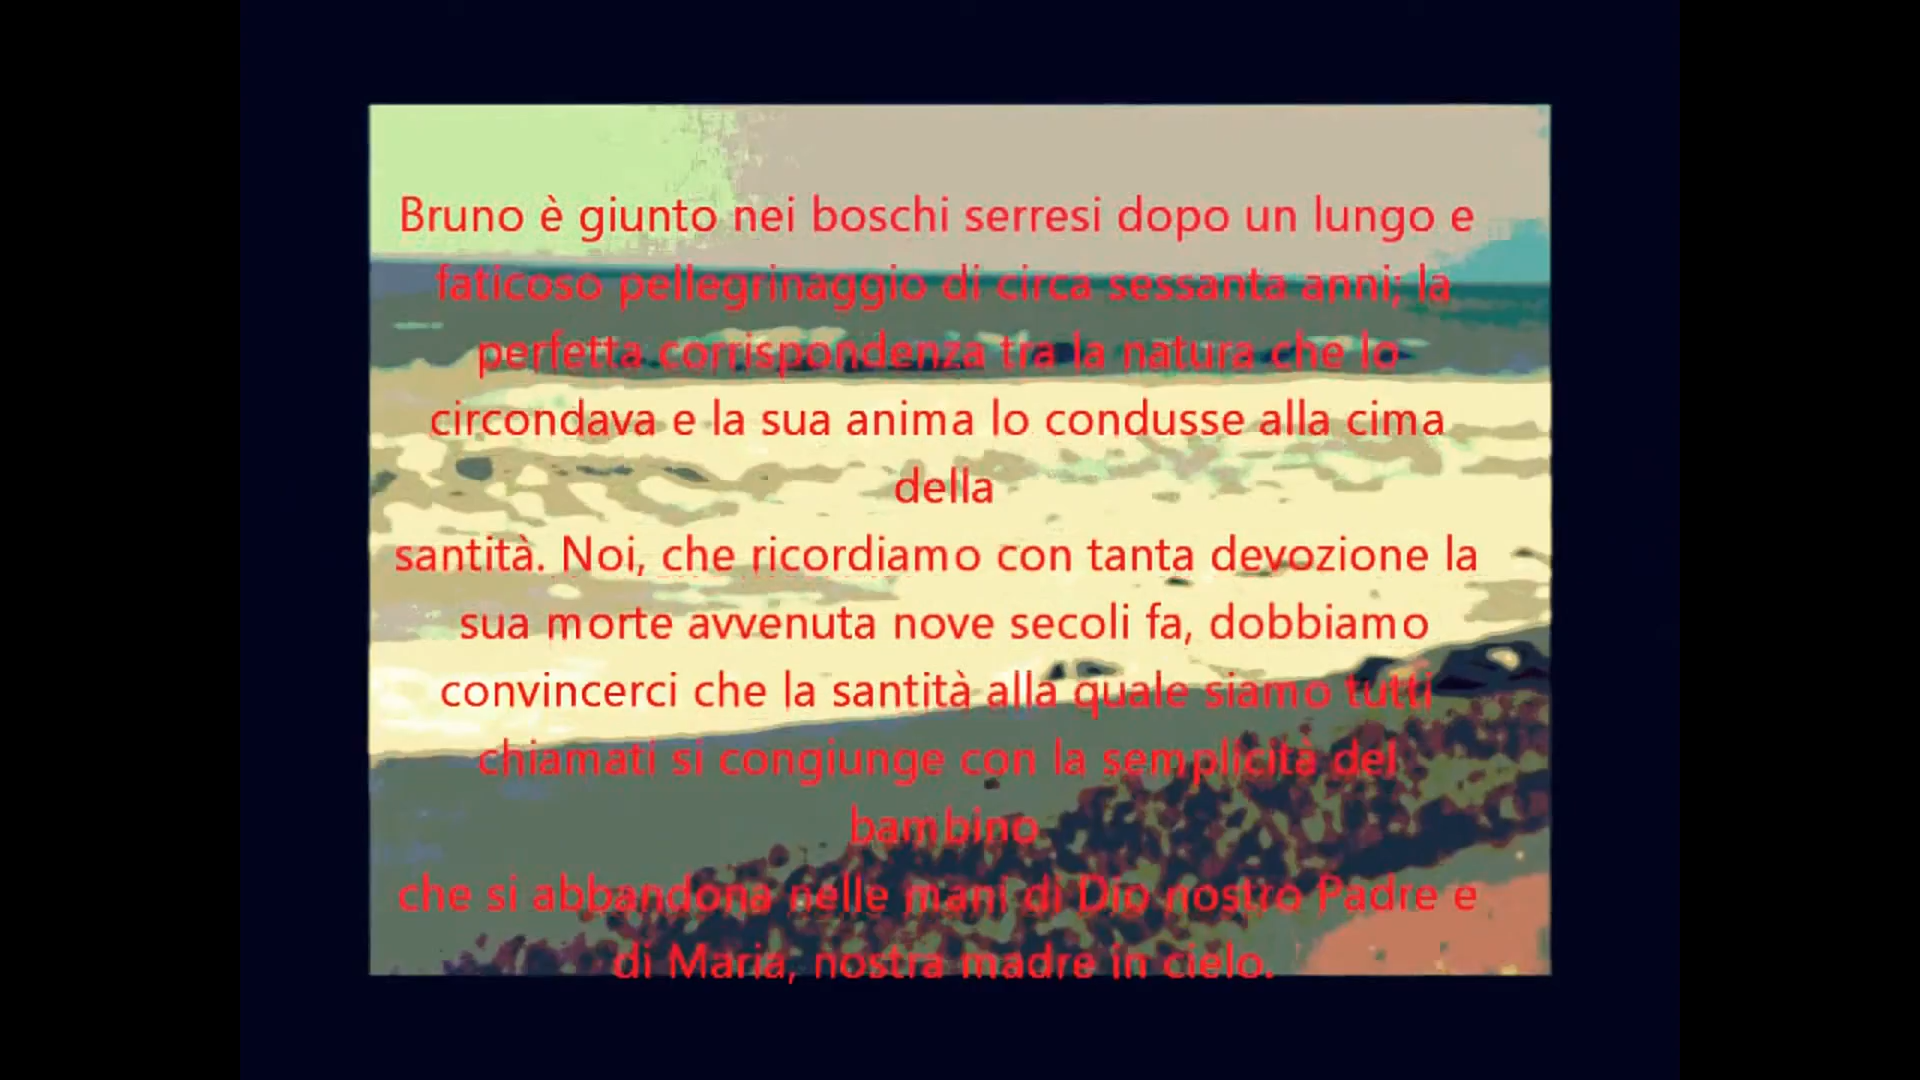 Bruno è giunto nei boschi serresi dopo un lungo e
faticoso pellegrinaggio di circa sessanta anni; la
perfetta corrispondenza tra la natura che lo
circondava e la sua anima lo condusse alla cima
della
santità. Noi, che ricordiamo con tanta devozione la
sua morte avvenuta nove secoli fa, dobbiamo
convincerci che la santità alla quale siamo tutti
chiamati si congiunge con la semplicità del
bambino
che si abbandona nelle mani di Dio nostro Padre e
di Maria, nostra madre in cielo.